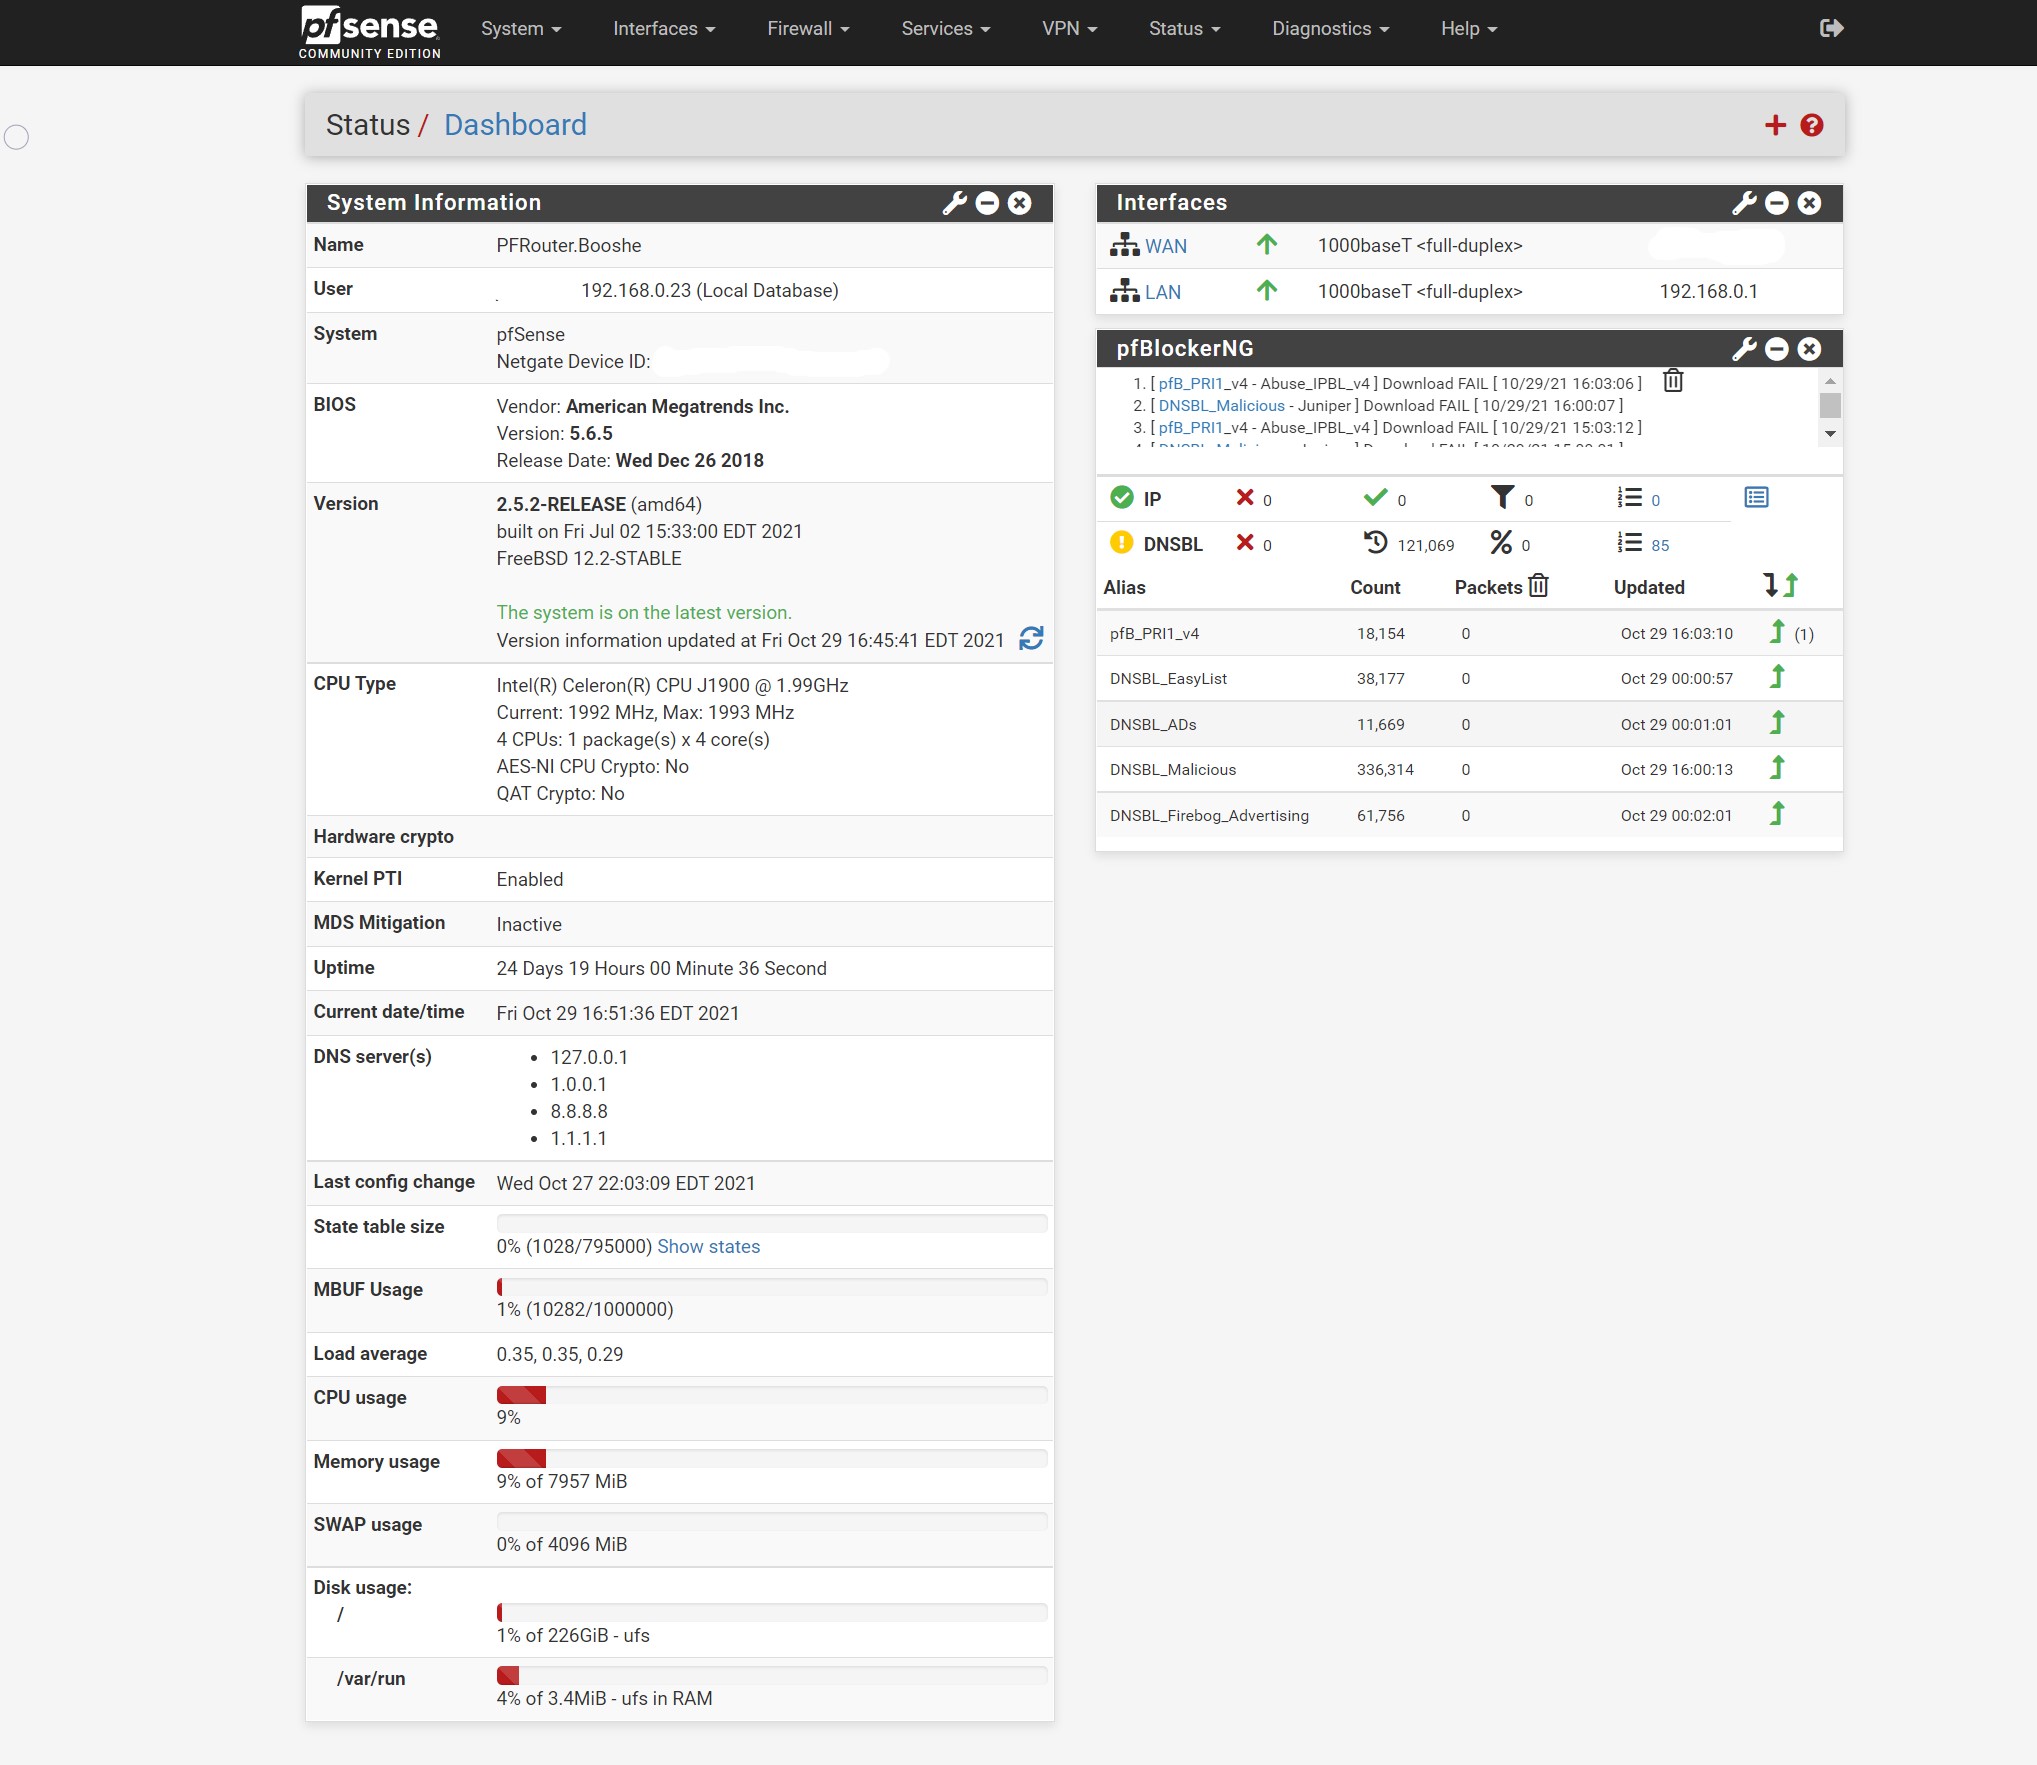 pfsense
COMMUNITY EDITION
System Interfaces Firewall Services VPN Status Diagnostics Help
Status / Dashboard
System Information
Name PFRouter.Booshe
User 192.168.0.23 (Local Database)
System pfSense
Netgate Device ID:
BIOS Vendor: American Megatrends Inc.
Version: 5.6.5
Release Date: Wed Dec 26 2018
Version 2.5.2-RELEASE (amd64)
built on Fri Jul 02 15:33:00 EDT 2021
FreeBSD 12.2-STABLE
The system is on the latest version.
Version information updated at Fri Oct 29 16:45:41 EDT 2021
CPU Type Intel(R) Celeron(R) CPU J1900 @ 1.99GHz
Current: 1992 MHz, Max: 1993 MHz
4 CPUs: 1 package(s) x 4 core(s)
AES-NI CPU Crypto: No
QAT Crypto: No
Hardware crypto
Kernel PTI Enabled
MDS Mitigation Inactive
Uptime 24 Days 19 Hours 00 Minute 36 Second
Current date/time Fri Oct 29 16:51:36 EDT 2021
DNS server(s) • 127.0.0.1
• 1.0.0.1
• 8.8.8.8
• 1.1.1.1
Last config change Wed Oct 27 22:03:09 EDT 2021
State table size
0% (1028/795000) Show states
MBUF Usage
1% (10282/1000000)
Load average 0.35, 0.35, 0.29
CPU usage
9%
Memory usage
9% of 7957 MiB
SWAP usage
0% of 4096 MiB
Disk usage:
/
1% of 226GiB - ufs
/var/run
4% of 3.4MiB - ufs in RAM
Interfaces
WAN 1000baseT <full-duplex>
LAN 1000baseT <full-duplex> 192.168.0.1
pfBlockerNG
1. [ pfB_PRI1_v4 - Abuse_IPBL_v4 ] Download FAIL [ 10/29/21 16:03:06 ]
2. [ DNSBL_Malicious - Juniper ] Download FAIL [ 10/29/21 16:00:07 ]
3. [ pfB_PRI1_v4 - Abuse_IPBL_v4 ] Download FAIL [ 10/29/21 15:03:12 ]
IP 0 0 0 0
DNSBL 0 121,069 % 0 85
Alias Count Packets Updated
pfB_PRI1_v4 18,154 0 Oct 29 16:03:10 (1)
DNSBL_EasyList 38,177 0 Oct 29 00:00:57
DNSBL_ADs 11,669 0 Oct 29 00:01:01
DNSBL_Malicious 336,314 0 Oct 29 16:00:13
DNSBL_Firebog_Advertising 61,756 0 Oct 29 00:02:01